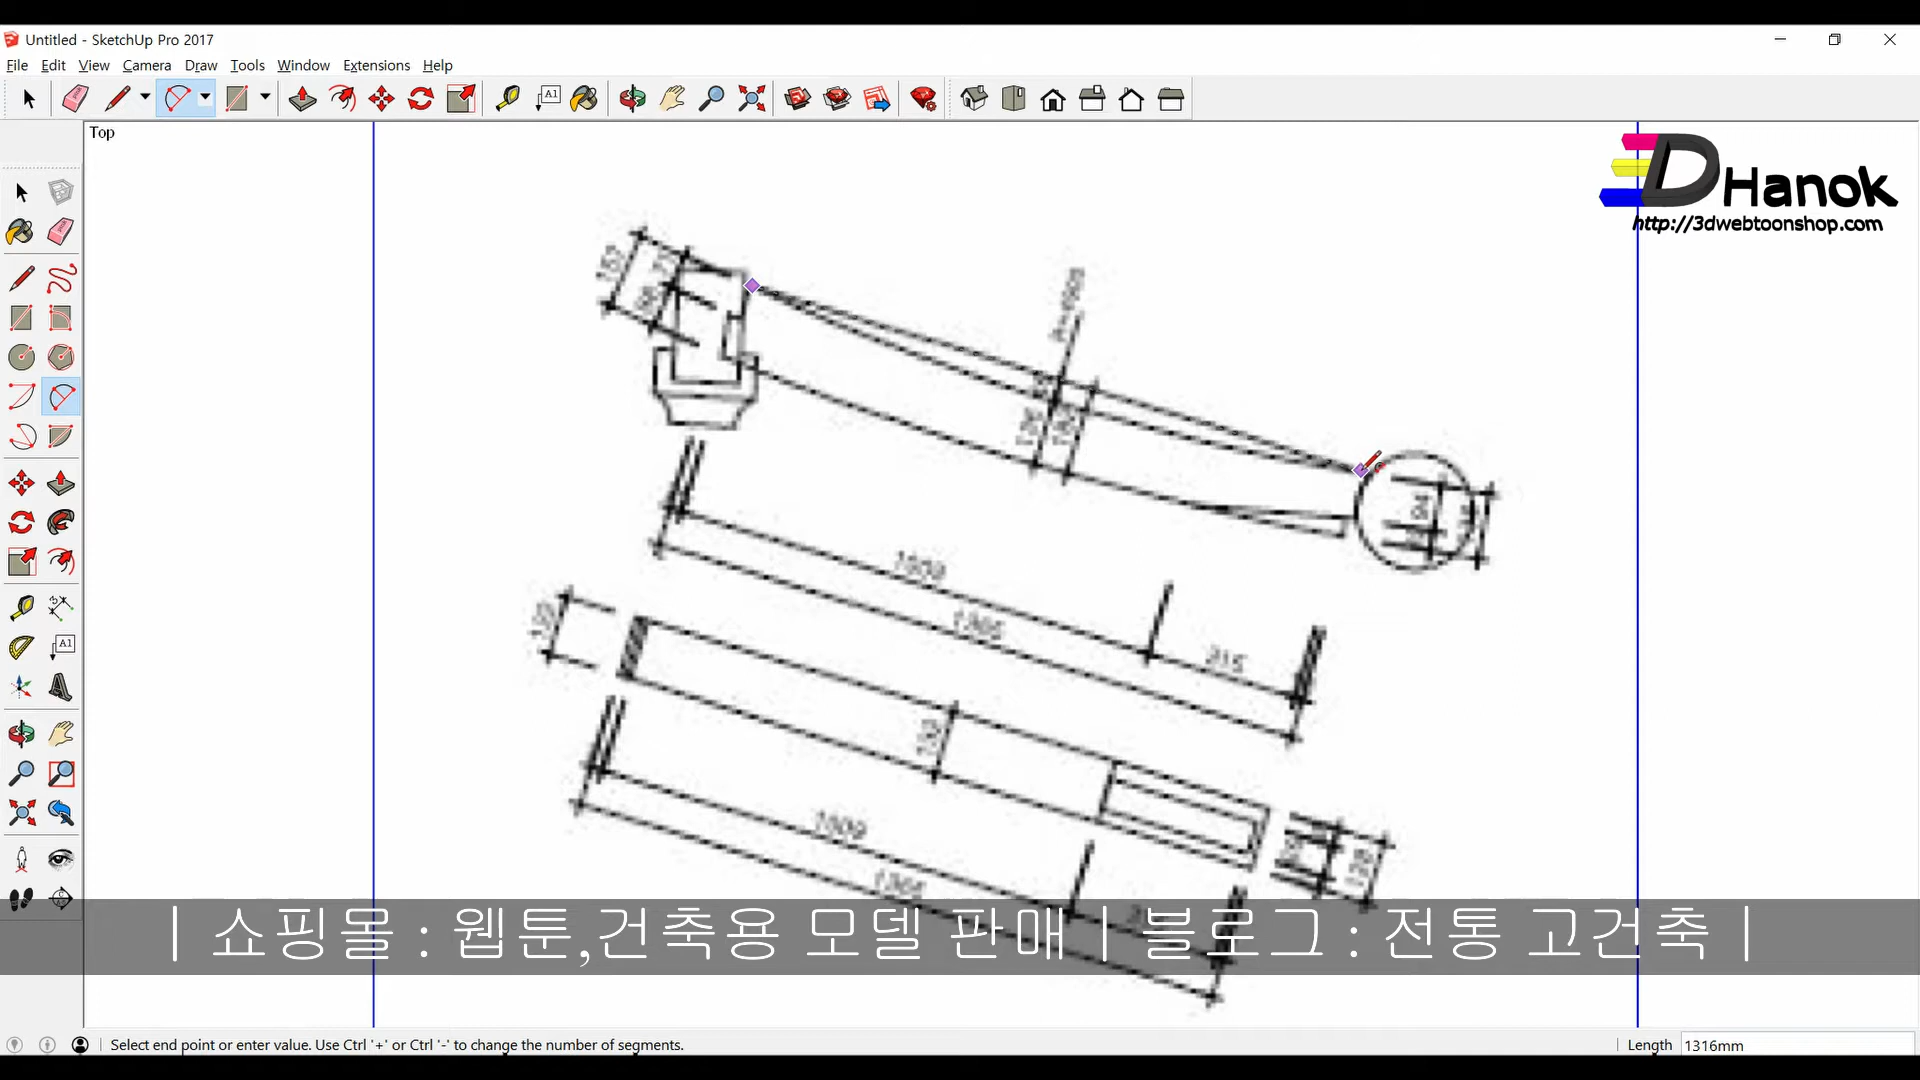 Untitled - SketchUp Pro 2017
File Edit View Camera Draw Tools Window Extensions Help
Top
DHanok
http://3dwebtoonshop.com
315
| 쇼핑몰 : 웹툰,건축용 모델 판매 | 블로그 : 전통 고건축 |
Select end point or enter value. Use Ctrl '+' or Ctrl '-' to change the number of segments.
Length 1316mm